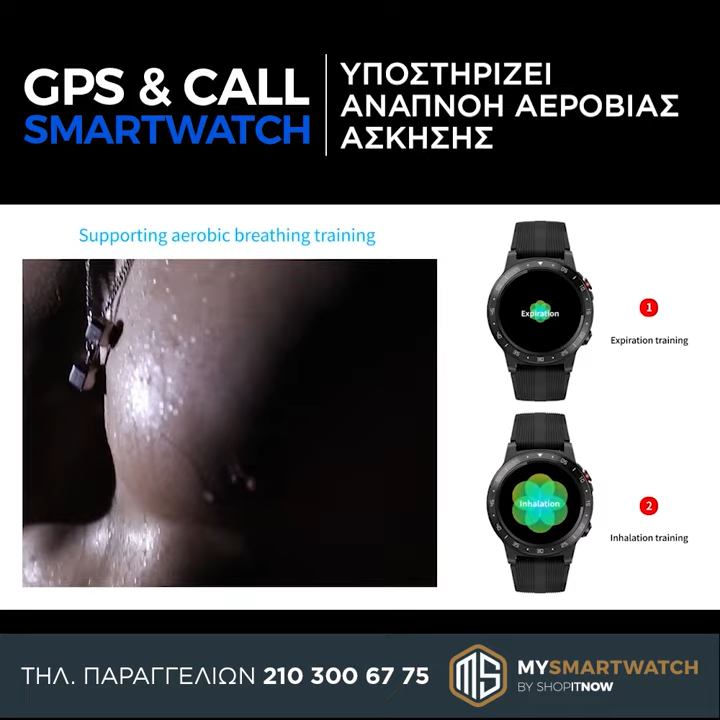 GPS & CALL
SMARTWATCH
ΥΠΟΣΤΗΡΙΖΕΙ
ΑΝΑΠΝΟΗ ΑΕΡΟΒΙΑΣ
ΑΣΚΗΣΗΣ
Supporting aerobic breathing training
Expiration
1
Expiration training
Inhalation
2
Inhalation training
ΤΗΛ. ΠΑΡΑΓΓΕΛΙΩΝ 210 300 67 75
MS
MYSMARTWATCH
BY SHOPITNOW